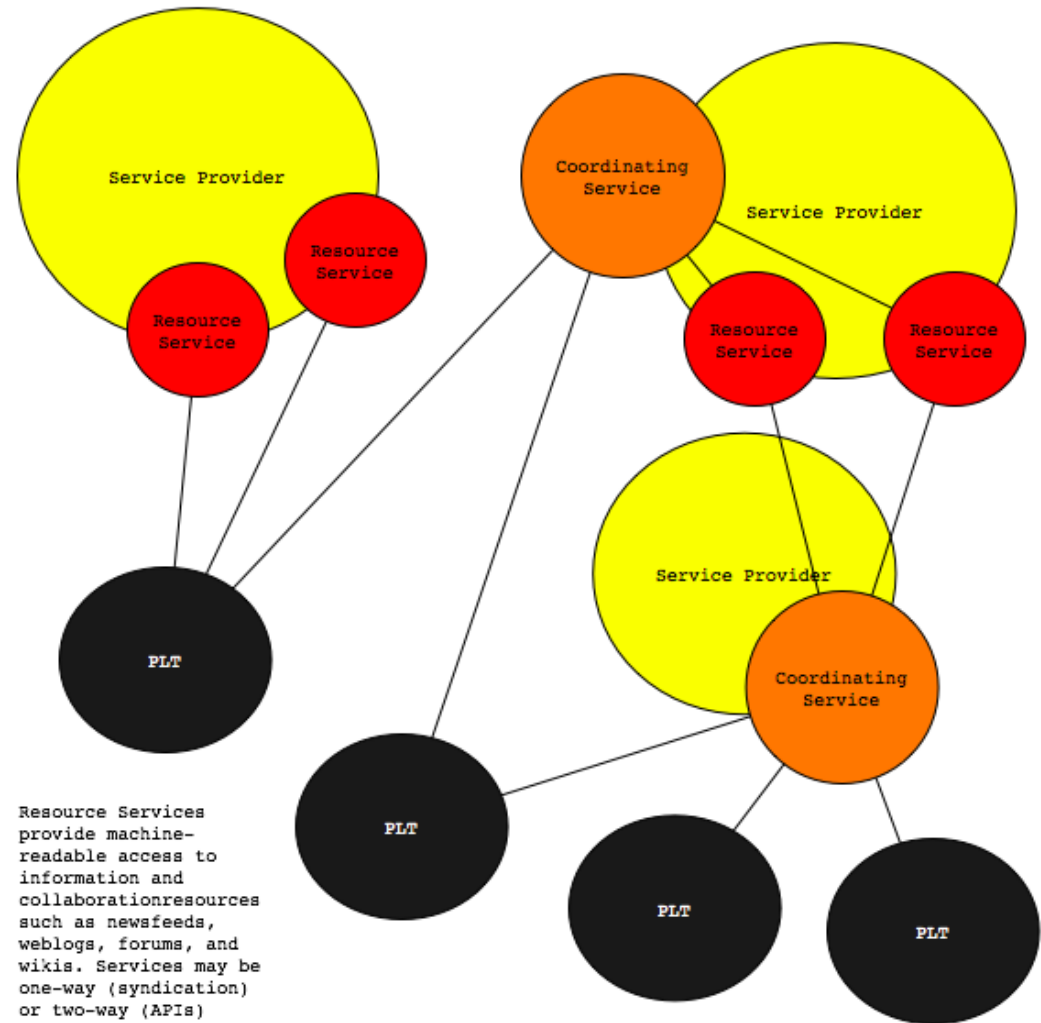 Service Provider
Resource
Service
Resource
Service
Coordinating
Service
Service Provider
Resource
Service
Resource
Service
Service Provider
Coordinating
Service
PLT
PLT
PLT
PLT
Resource Services
provide machine-
readable access to
information and
collaborationresources
such as newsfeeds,
weblogs, forums, and
wikis. Services may be
one-way (syndication)
or two-way (APIs)